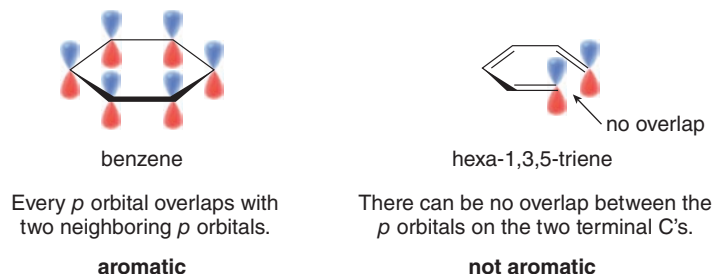 no overlap
benzene
hexa-1,3,5-triene
Every p orbital overlaps with
two neighboring p orbitals.
aromatic
There can be no overlap between the
p orbitals on the two terminal C's.
not aromatic